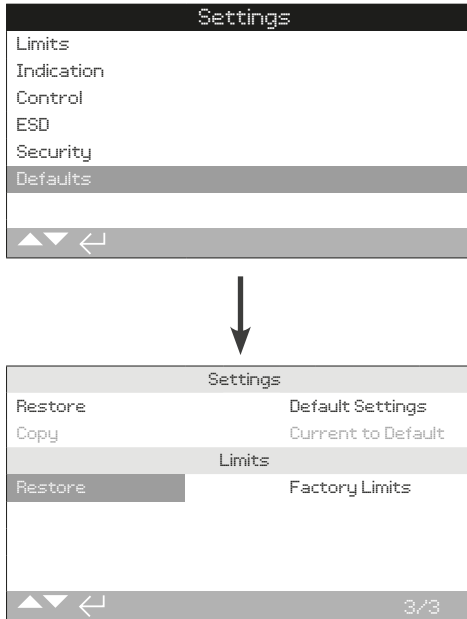 Settings
Limits
Indication
Control
ESD
Security
Defaults
Settings
Restore Default Settings
Copy Current to Default
Limits
Restore Factory Limits
3/3